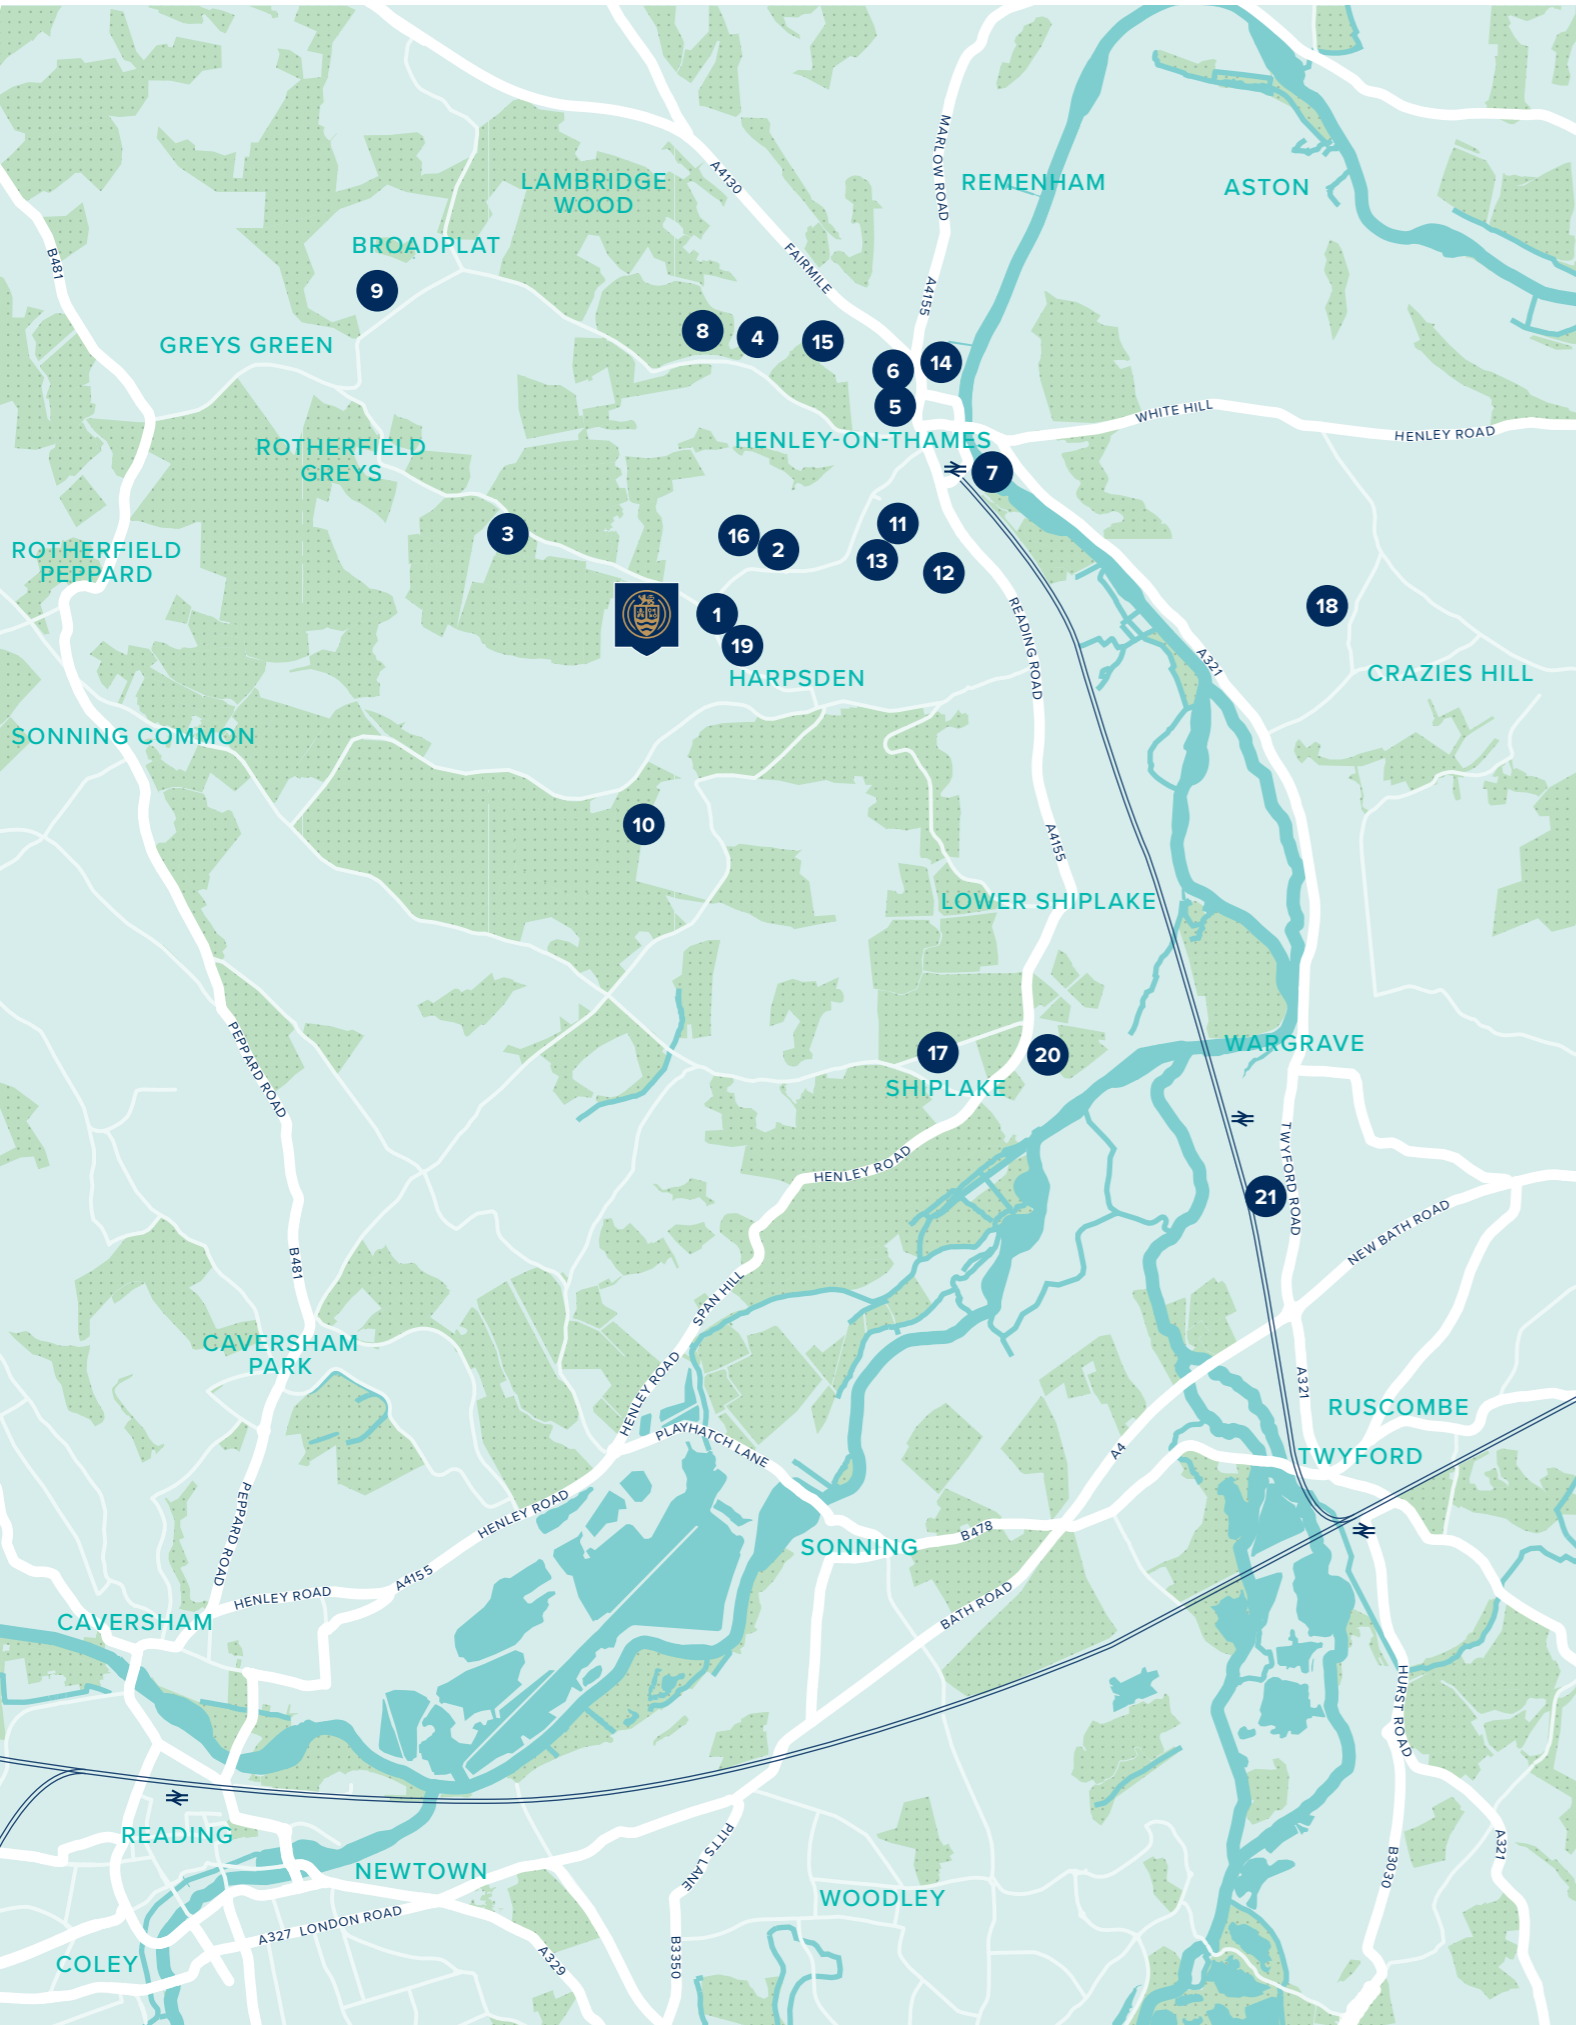 MARLOW ROAD
A4130
LAMBRIDGE
WOOD
REMENHAM
ASTON
BROADPLAT
B481
FAIRMILE
A4155
9
8
4
15
GREYS GREEN
6
14
5
WHITE HILL
HENLEY ROAD
HENLEY-ON-THAMES
ROTHERFIELD
GREYS
7
3
16
2
11
13
12
ROTHERFIELD
PEPPARD
1
19
18
READING ROAD
A321
HARPSDEN
CRAZIES HILL
SONNING COMMON
10
A4155
LOWER SHIPLAKE
17
20
WARGRAVE
SHIPLAKE
PEPPARD ROAD
HENLEY ROAD
TWYFORD ROAD
21
NEW BATH ROAD
B481
SPAN HILL
CAVERSHAM
PARK
HENLEY ROAD
A321
RUSCOMBE
PLAYHATCH LANE
A4
TWYFORD
PEPPARD ROAD
HENLEY ROAD
B478
SONNING
A4155
HENLEY ROAD
BATH ROAD
CAVERSHAM
HURST ROAD
READING
PITTS LANE
A321
B3030
NEWTOWN
WOODLEY
A327 LONDON ROAD
COLEY
A329
B3350